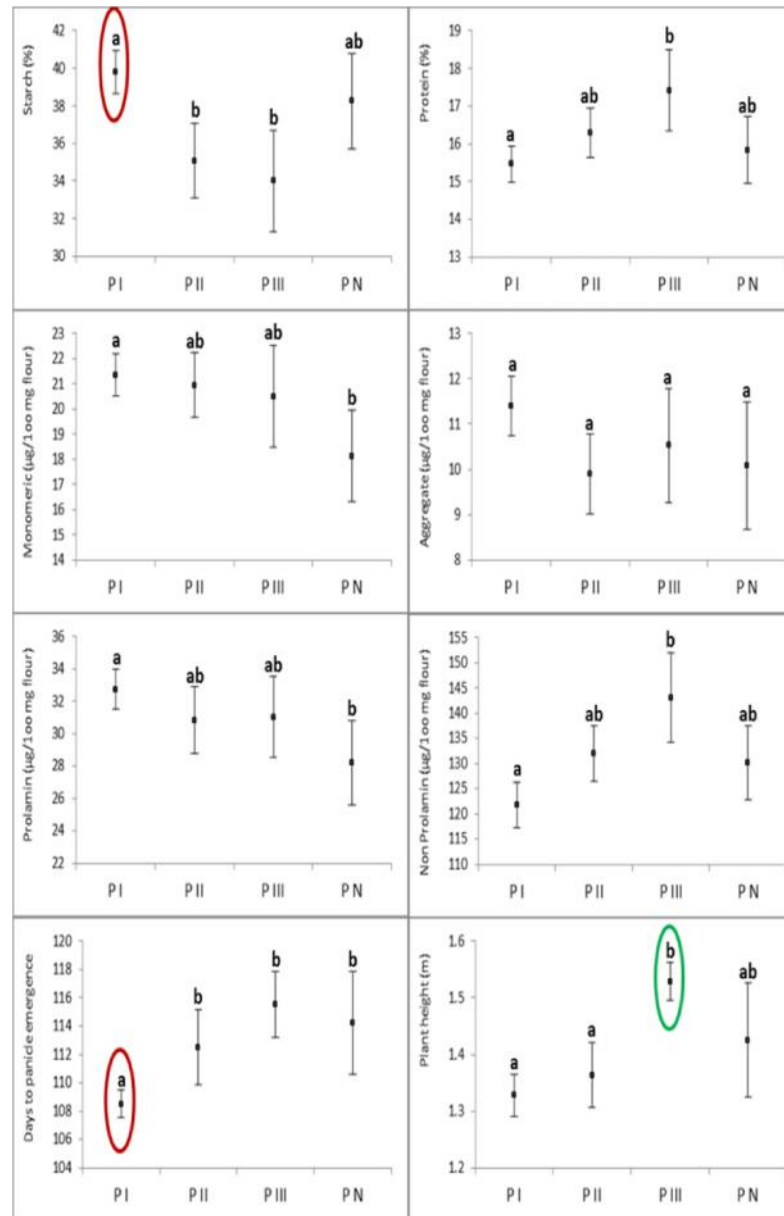 Starch (%)
42
40
38
36
34
32
30
a
b
b
ab
P I
P II
P III
P N
Protein (%)
19
18
17
16
15
14
13
a
ab
b
ab
P I
P II
P III
P N
Monomeric (µg/100 mg flour)
23
22
21
20
19
18
17
16
15
14
a
ab
ab
b
P I
P II
P III
P N
Aggregate (µg/100 mg flour)
13
12
11
10
9
8
a
a
a
a
P I
P II
P III
P N
Prolamin (µg/100 mg flour)
36
34
32
30
28
26
24
22
a
ab
ab
b
P I
P II
P III
P N
Non Prolamin (µg/100 mg flour)
155
150
145
140
135
130
125
120
115
110
a
ab
b
ab
P I
P II
P III
P N
Days to panicle emergence
120
118
116
114
112
110
108
106
104
a
b
b
b
P I
P II
P III
P N
Plant height (m)
1.6
1.5
1.4
1.3
1.2
a
a
b
ab
P I
P II
P III
P N